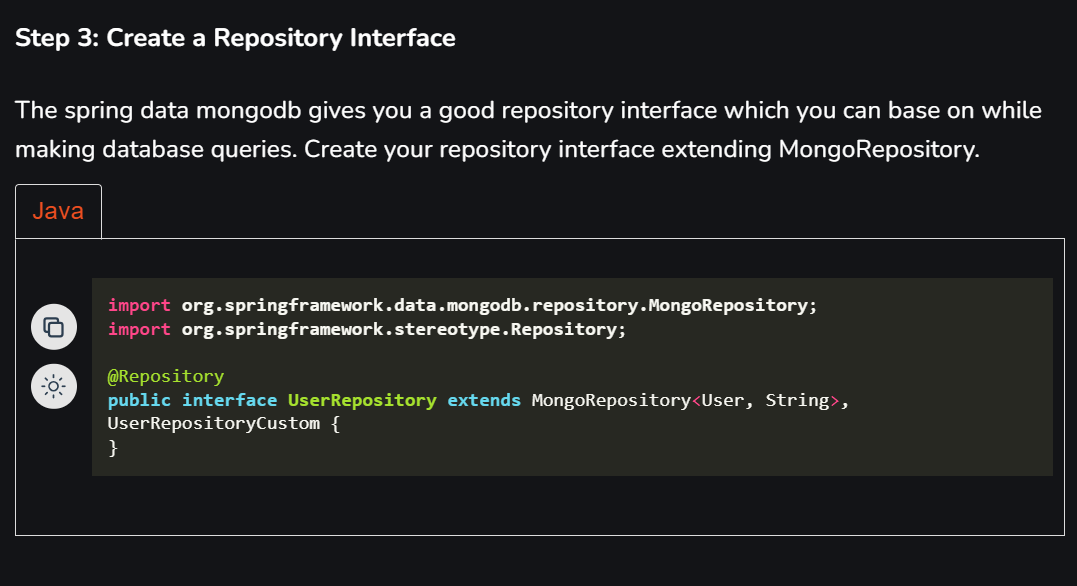 Step 3: Create a Repository Interface
The spring data mongodb gives you a good repository interface which you can base on while
making database queries. Create your repository interface extending MongoRepository.
Java
import org.springframework.data.mongodb.repository.MongoRepository;
import org.springframework.stereotype.Repository;
@Repository
public interface UserRepository extends MongoRepository<User, String>,
UserRepositoryCustom {
}